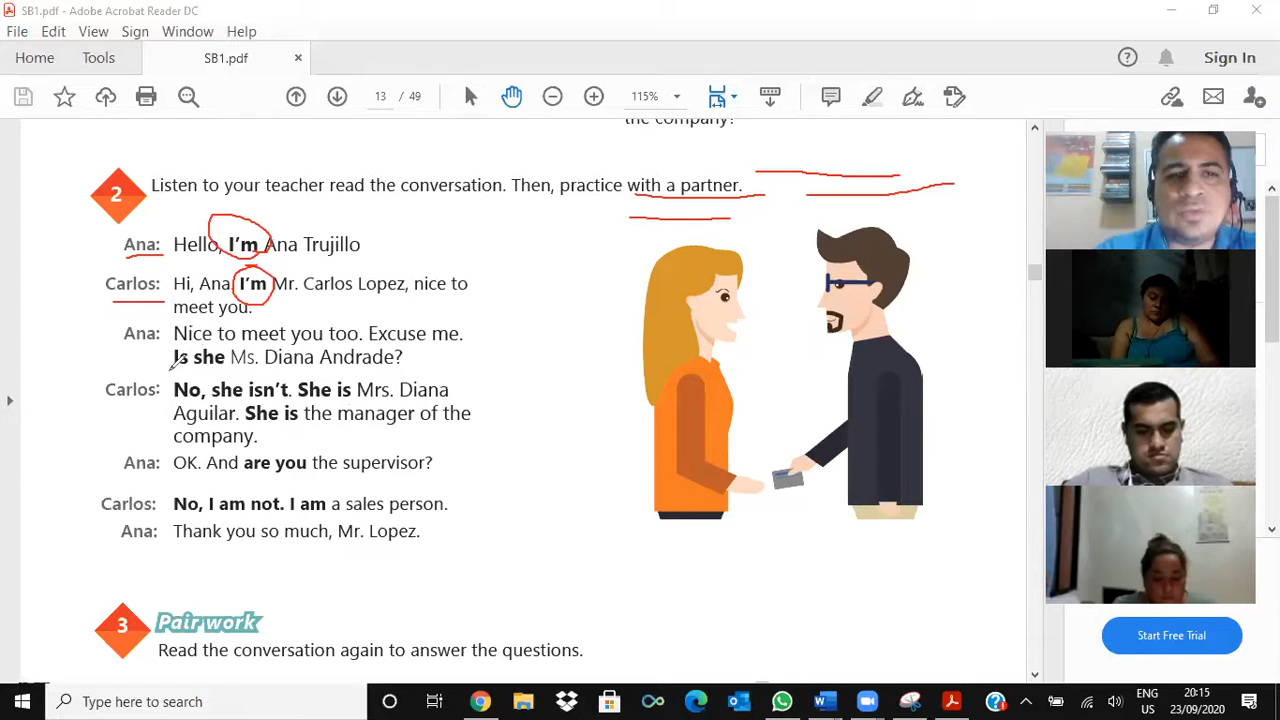 SB1.pdf - Adobe Acrobat Reader DC
File Edit View Sign Window Help
Home Tools SB1.pdf × Sign In
13 / 49 115%
the company?
2 Listen to your teacher read the conversation. Then, practice with a partner.
Ana: Hello, I'm Ana Trujillo
Carlos: Hi, Ana. I'm Mr. Carlos Lopez, nice to
meet you.
Ana: Nice to meet you too. Excuse me.
Is she Ms. Diana Andrade?
Carlos: No, she isn't. She is Mrs. Diana
Aguilar. She is the manager of the
company.
Ana: OK. And are you the supervisor?
Carlos: No, I am not. I am a sales person.
Ana: Thank you so much, Mr. Lopez.
3 Pair work
Read the conversation again to answer the questions.
Start Free Trial
Type here to search
ENG 20:15
US 23/09/2020